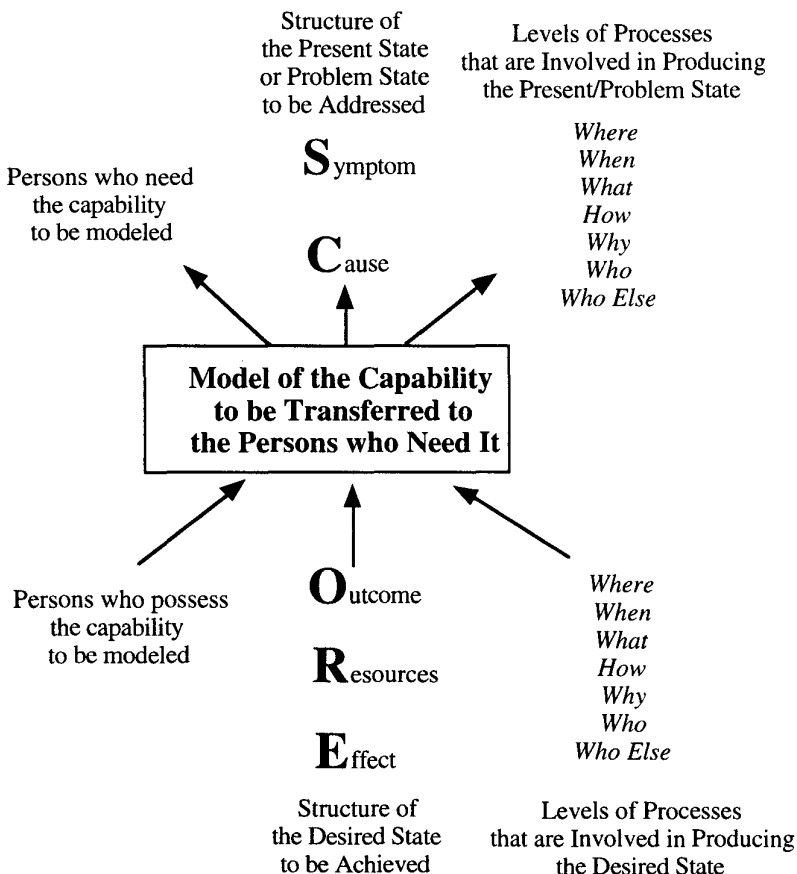 Structure of
the Present State
or Problem State
to be Addressed
Levels of Processes
that are Involved in Producing
the Present/Problem State
Persons who need
the capability
to be modeled
Symptom
Cause
Where
When
What
How
Why
Who
Who Else
Model of the Capability
to be Transferred to
the Persons who Need It
Persons who possess
the capability
to be modeled
Outcome
Resources
Effect
Where
When
What
How
Why
Who
Who Else
Structure of
the Desired State
to be Achieved
Levels of Processes
that are Involved in Producing
the Desired State